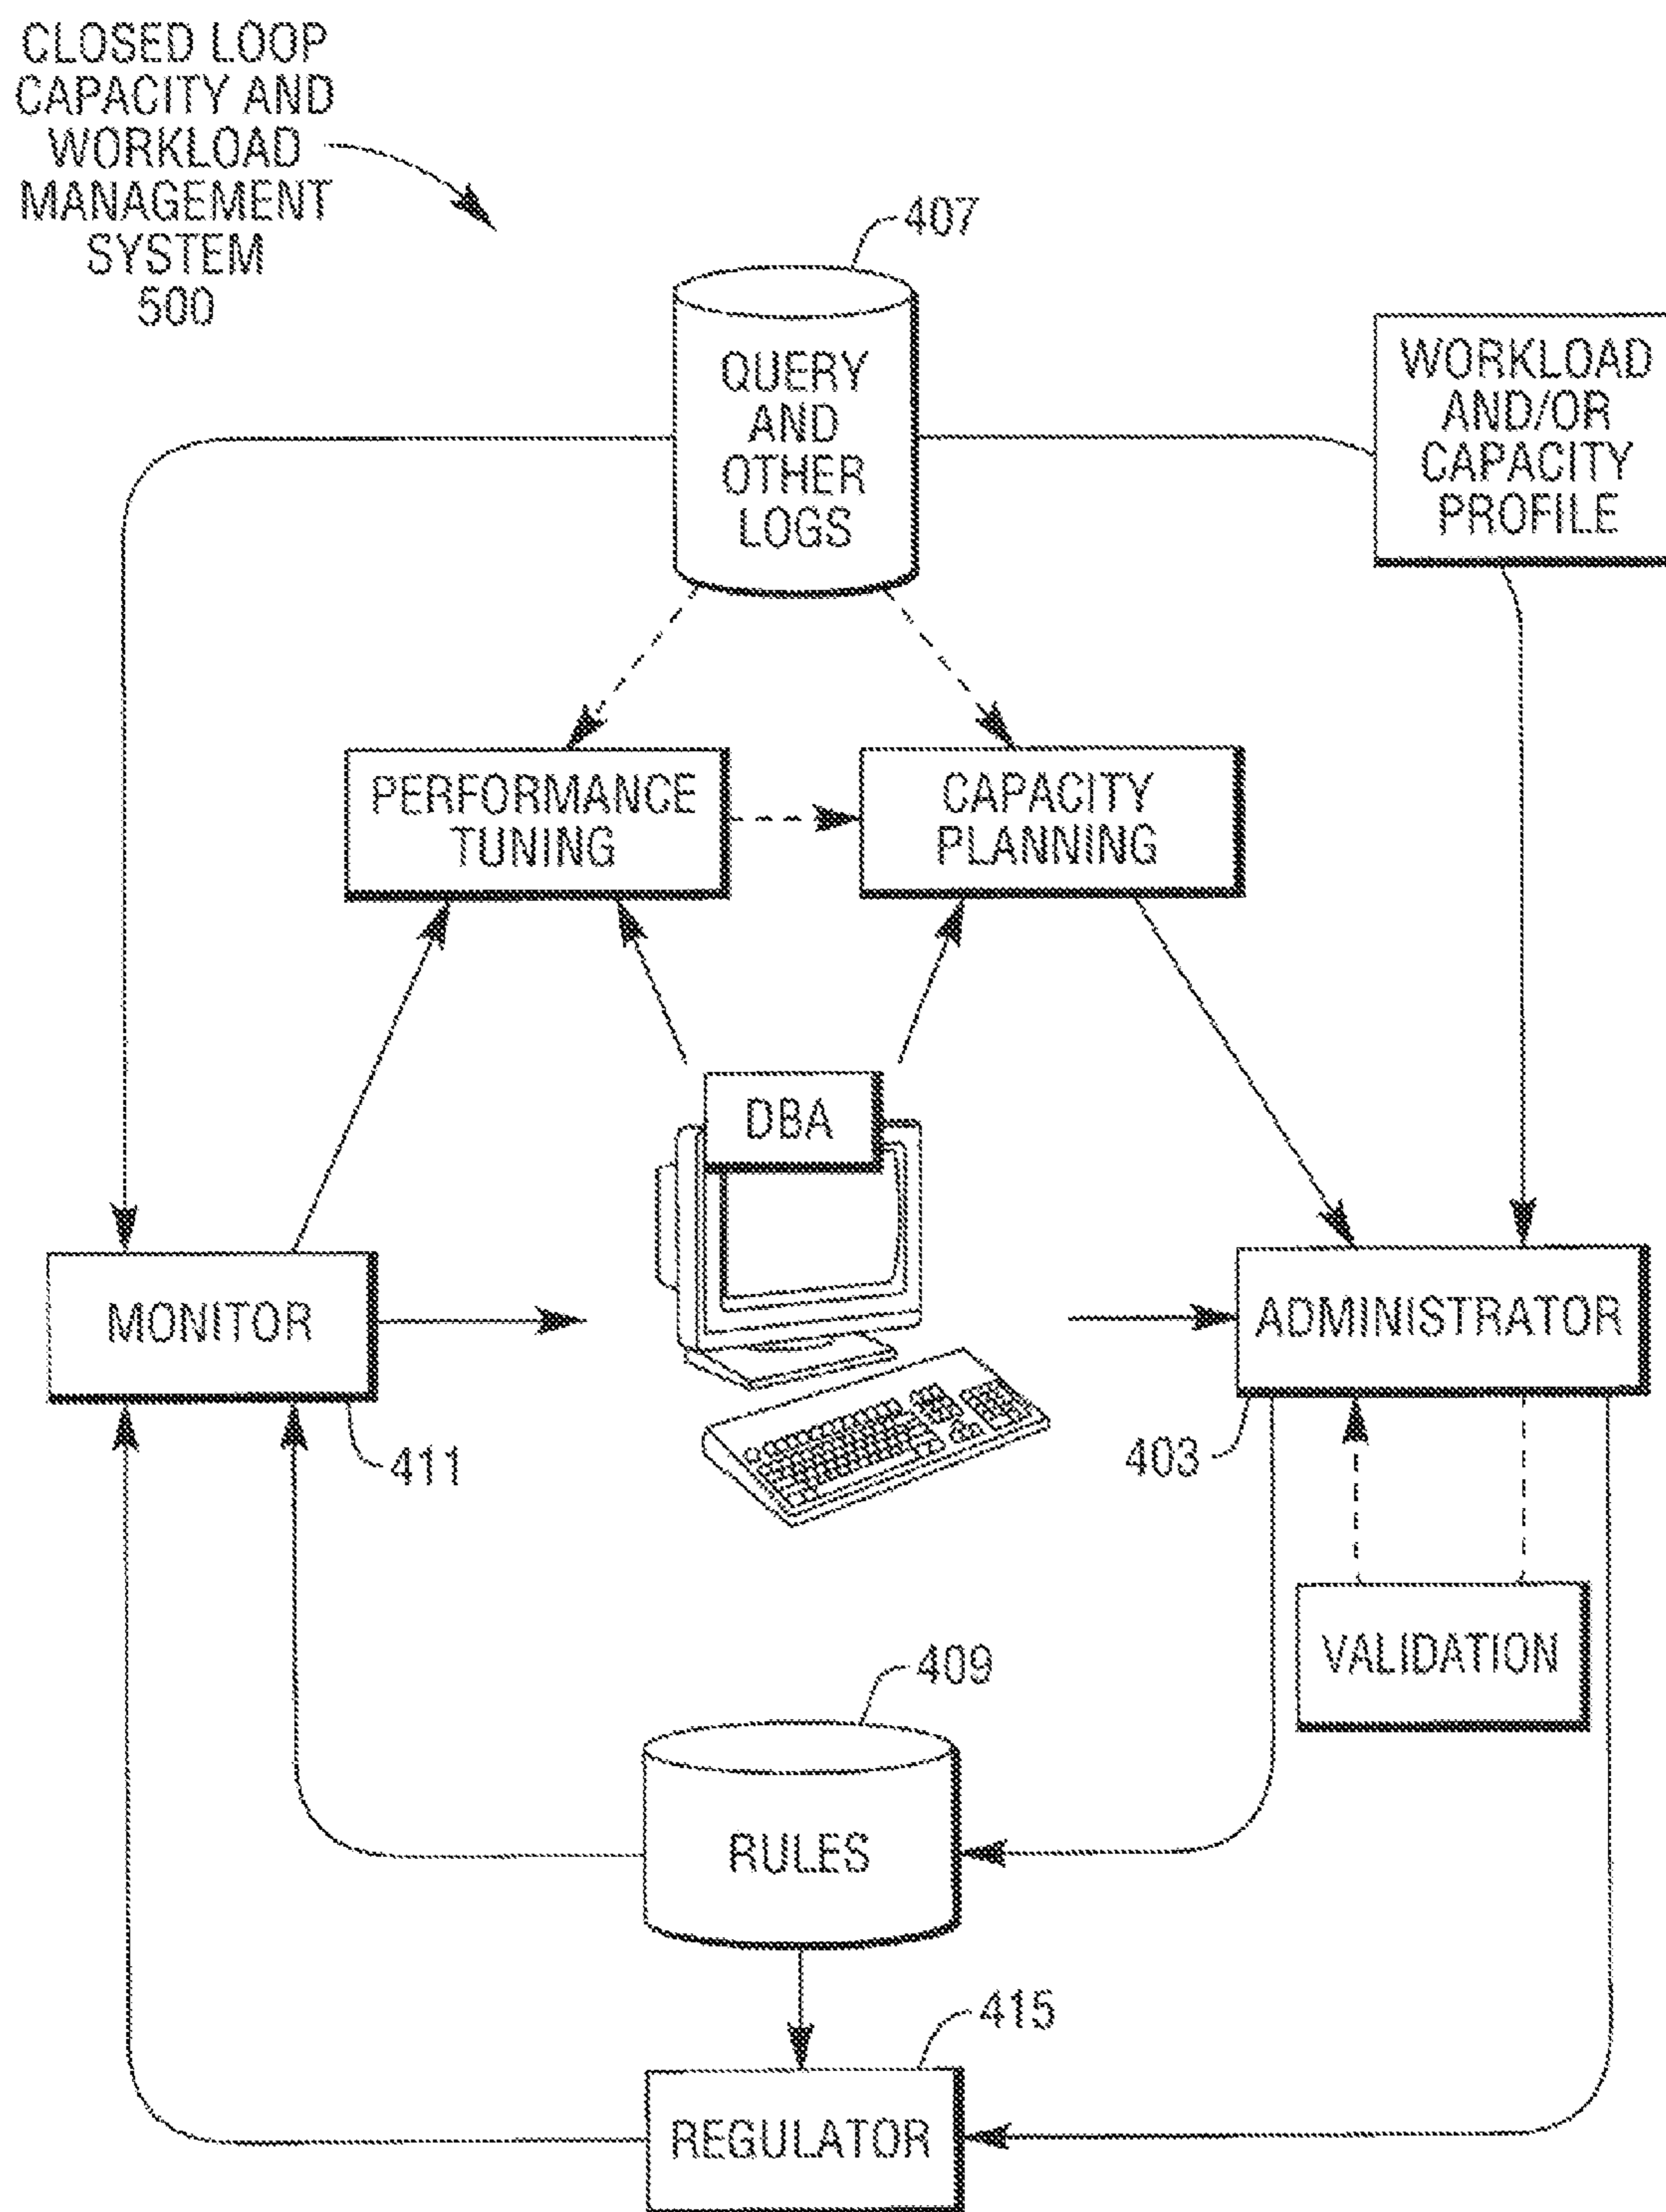 CLOSED LOOP
CAPACITY AND
WORKLOAD
MANAGEMENT
SYSTEM
500
407
QUERY
AND
OTHER
LOGS
WORKLOAD
AND/OR
CAPACITY
PROFILE
PERFORMANCE
TUNING
CAPACITY
PLANNING
DBA
MONITOR
ADMINISTRATOR
411
403
VALIDATION
409
RULES
415
REGULATOR